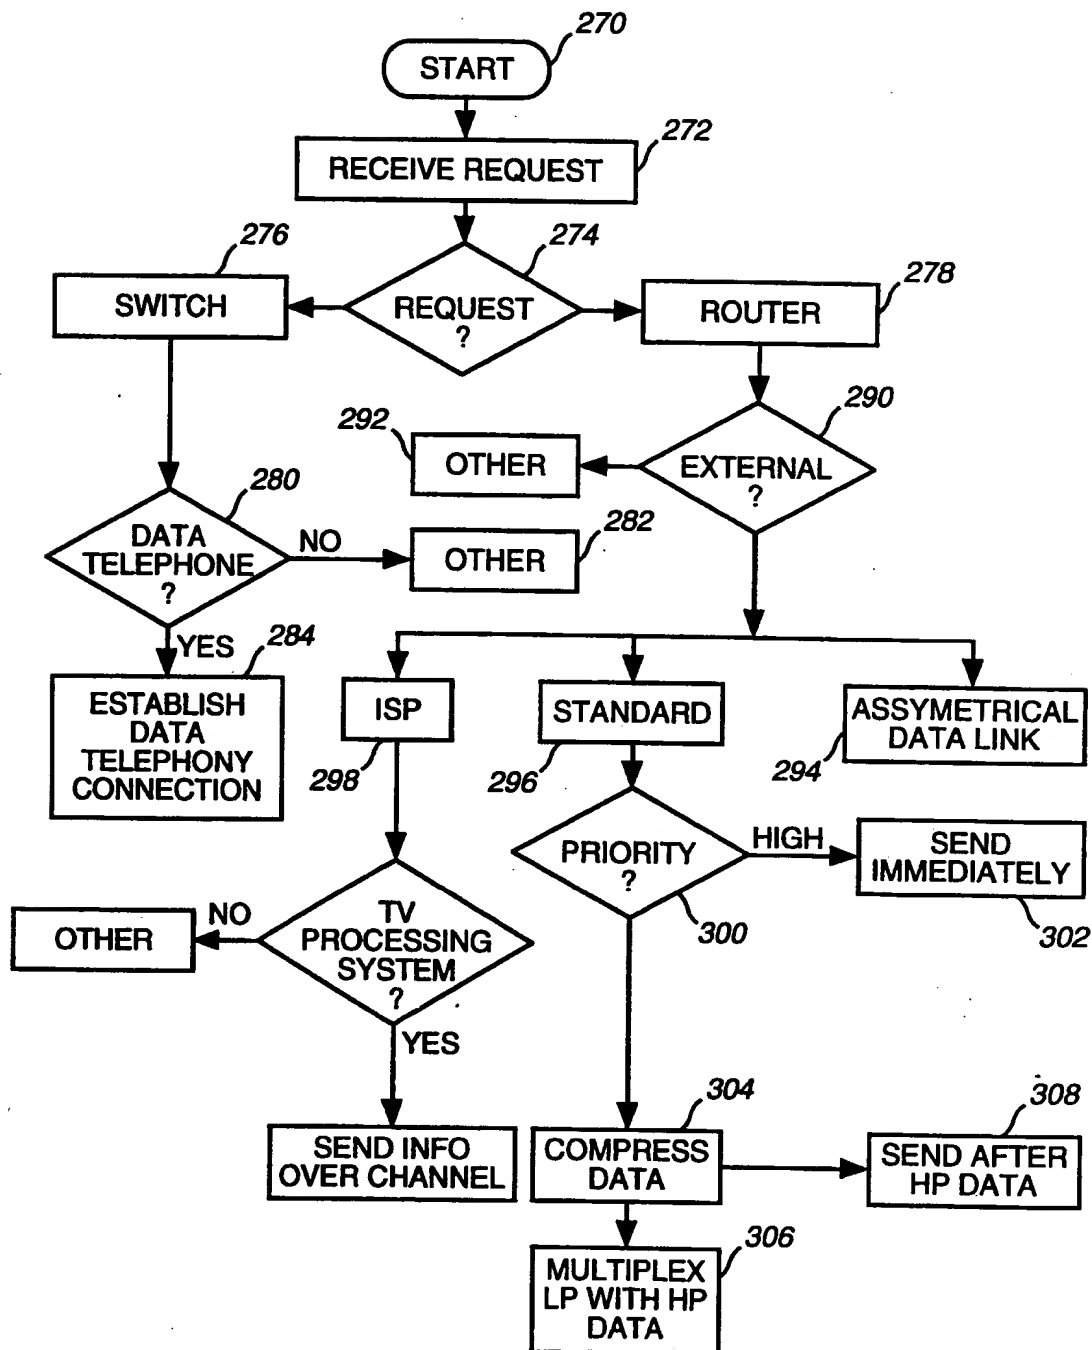 270
START
272
RECEIVE REQUEST
276
274
278
SWITCH
REQUEST
?
ROUTER
292
290
OTHER
EXTERNAL
?
280
282
DATA
TELEPHONE
?
NO
OTHER
YES
284
ESTABLISH
DATA
TELEPHONY
CONNECTION
ISP
298
STANDARD
296
ASSYMETRICAL
DATA LINK
294
PRIORITY
?
300
HIGH
SEND
IMMEDIATELY
302
TV
PROCESSING
SYSTEM
?
NO
OTHER
YES
SEND INFO
OVER CHANNEL
304
COMPRESS
DATA
308
SEND AFTER
HP DATA
306
MULTIPLEX
LP WITH HP
DATA